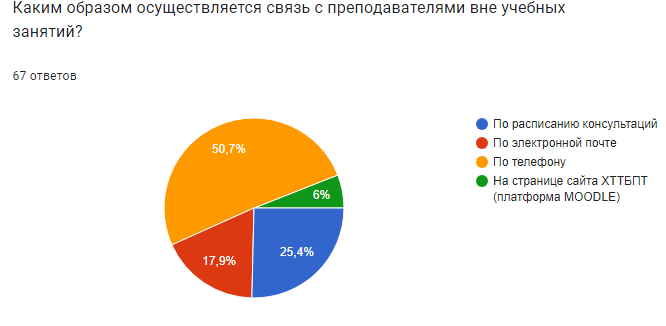 Каким образом осуществляется связь с преподавателями вне учебных
занятий?
67 ответов
50,7%
6%
17,9%
25,4%
По расписанию консультаций
По электронной почте
По телефону
На странице сайта ХТТБПТ
(платформа MOODLE)